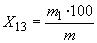 X₁₃ = m₁·100 / m